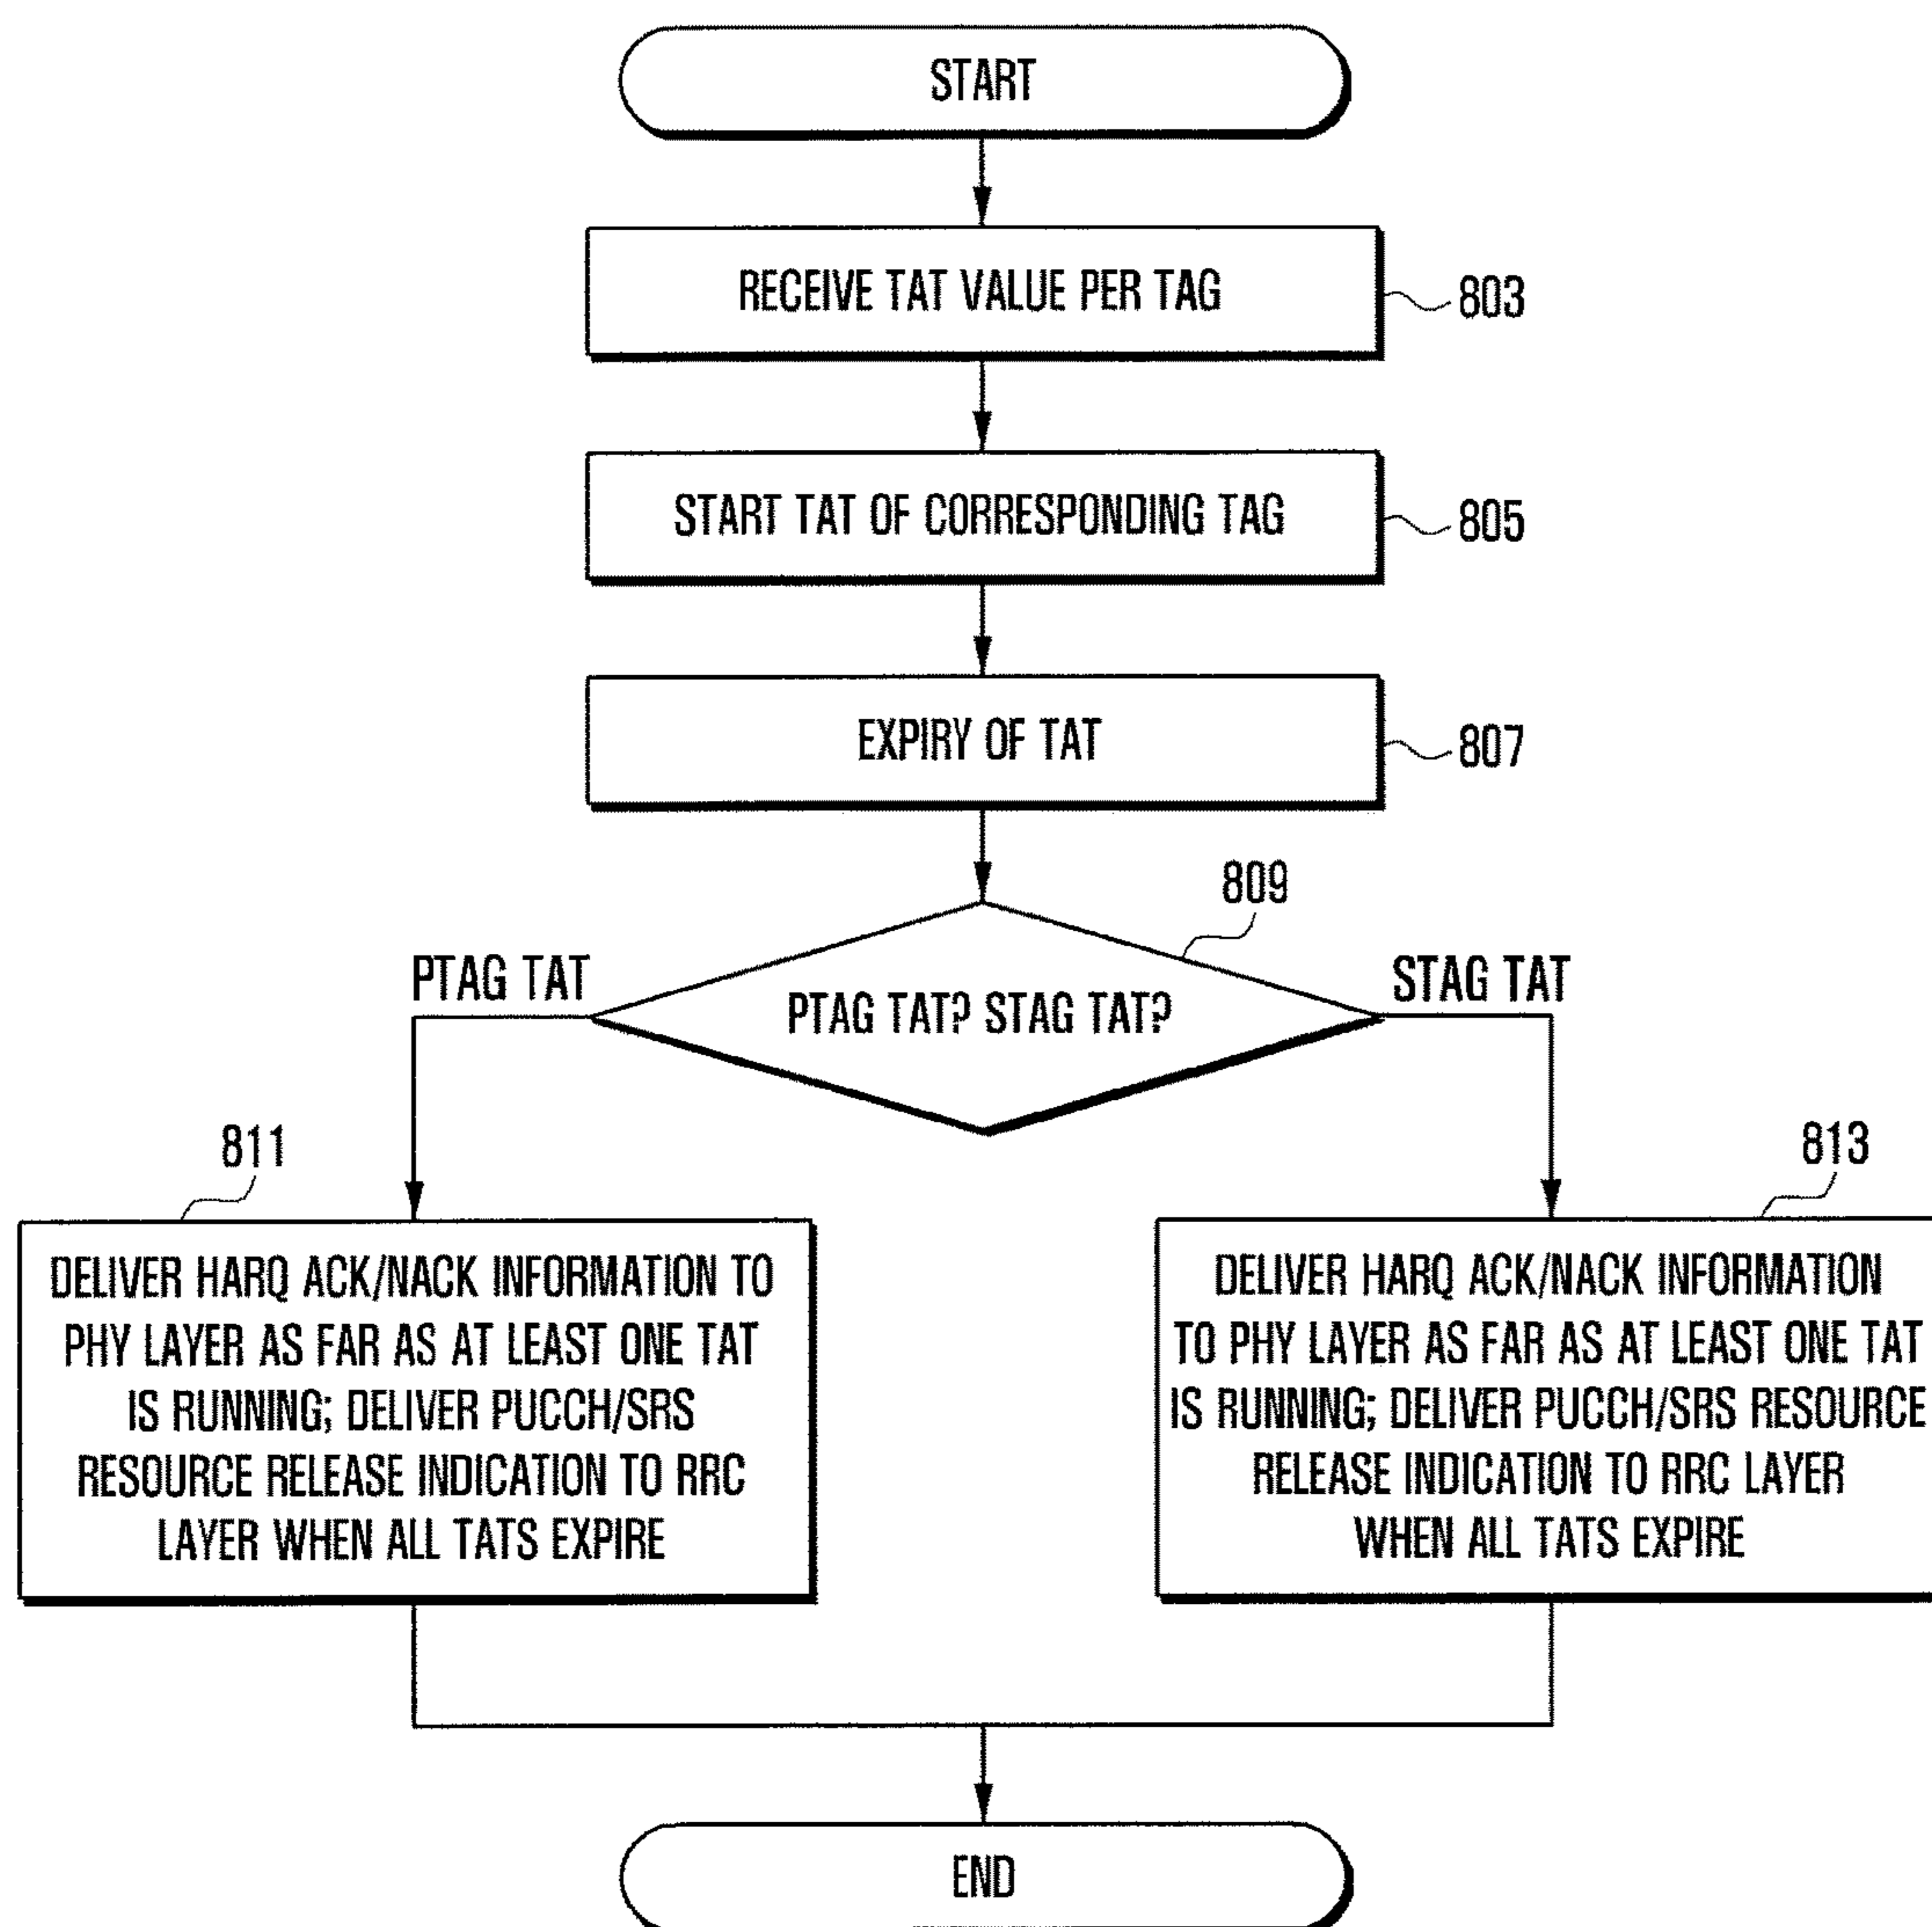 START
RECEIVE TAT VALUE PER TAG
803
START TAT OF CORRESPONDING TAG
805
EXPIRY OF TAT
807
809
PTAG TAT
PTAG TAT? STAG TAT?
STAG TAT
811
DELIVER HARQ ACK/NACK INFORMATION TO
PHY LAYER AS FAR AS AT LEAST ONE TAT
IS RUNNING; DELIVER PUCCH/SRS
RESOURCE RELEASE INDICATION TO RRC
LAYER WHEN ALL TATS EXPIRE
813
DELIVER HARQ ACK/NACK INFORMATION
TO PHY LAYER AS FAR AS AT LEAST ONE TAT
IS RUNNING; DELIVER PUCCH/SRS RESOURCE
RELEASE INDICATION TO RRC LAYER
WHEN ALL TATS EXPIRE
END